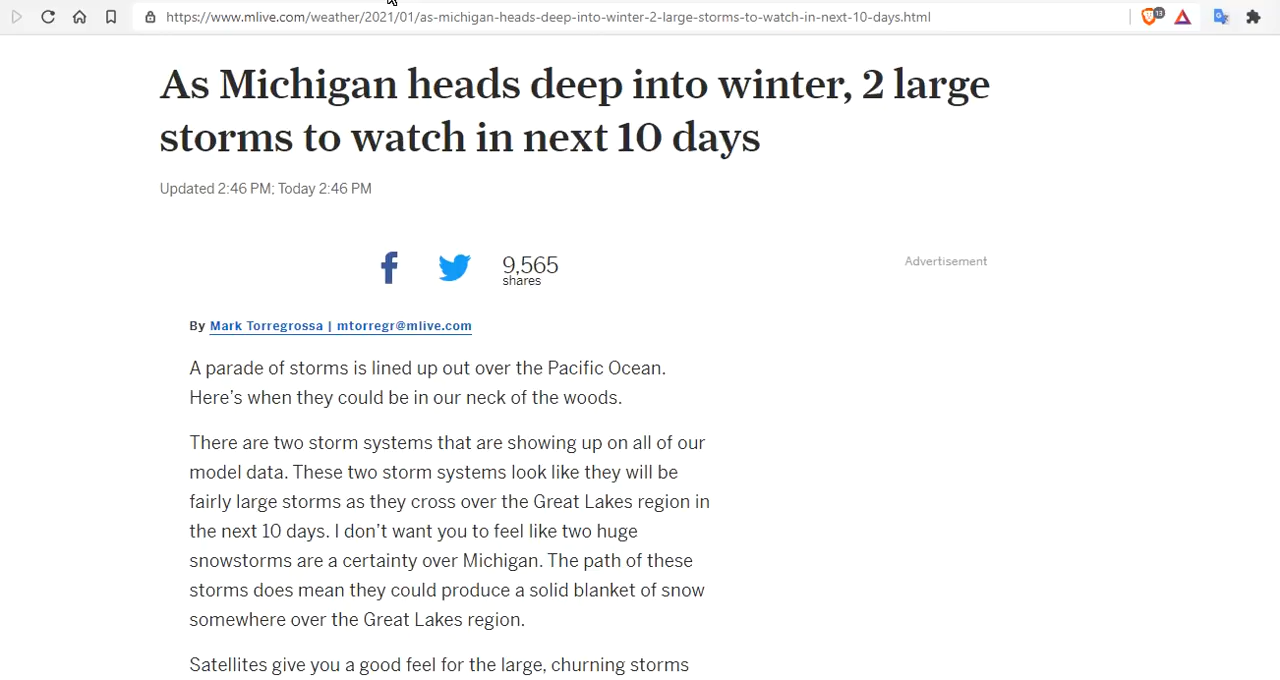 https://www.mlive.com/weather/2021/01/as-michigan-heads-deep-into-winter-2-large-storms-to-watch-in-next-10-days.html
13
As Michigan heads deep into winter, 2 large
storms to watch in next 10 days
Updated 2:46 PM; Today 2:46 PM
9,565
shares
Advertisement
By Mark Torregrossa | mtorregr@mlive.com
A parade of storms is lined up out over the Pacific Ocean.
Here’s when they could be in our neck of the woods.
There are two storm systems that are showing up on all of our
model data. These two storm systems look like they will be
fairly large storms as they cross over the Great Lakes region in
the next 10 days. I don’t want you to feel like two huge
snowstorms are a certainty over Michigan. The path of these
storms does mean they could produce a solid blanket of snow
somewhere over the Great Lakes region.
Satellites give you a good feel for the large, churning storms